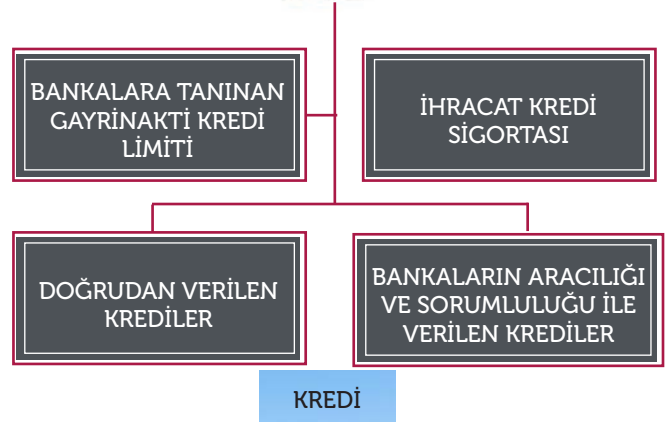 BANKALARA TANINAN
GAYRİNAKTİ KREDİ
LİMİTİ
İHRACAT KREDİ
SİGORTASI
DOĞRUDAN VERİLEN
KREDİLER
BANKALARIN ARACILIĞI
VE SORUMLULUĞU İLE
VERİLEN KREDİLER
KREDİ